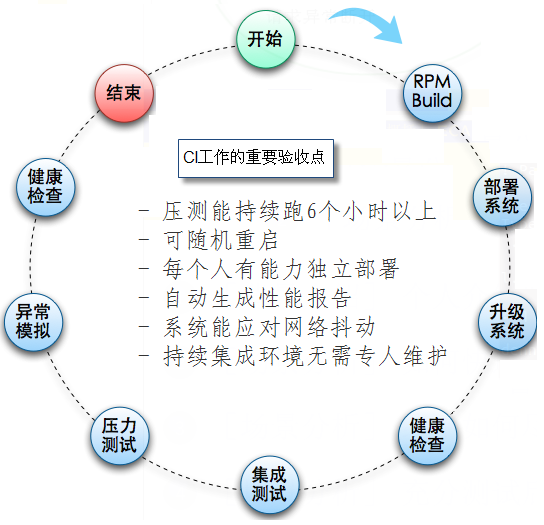 开始
RPM
Build
部署
系统
升级
系统
健康
检查
集成
测试
压力
测试
异常
模拟
健康
检查
结束
CI工作的重要验收点
- 压测能持续跑6个小时以上
- 可随机重启
- 每个人有能力独立部署
- 自动生成性能报告
- 系统能应对网络抖动
- 持续集成环境无需专人维护